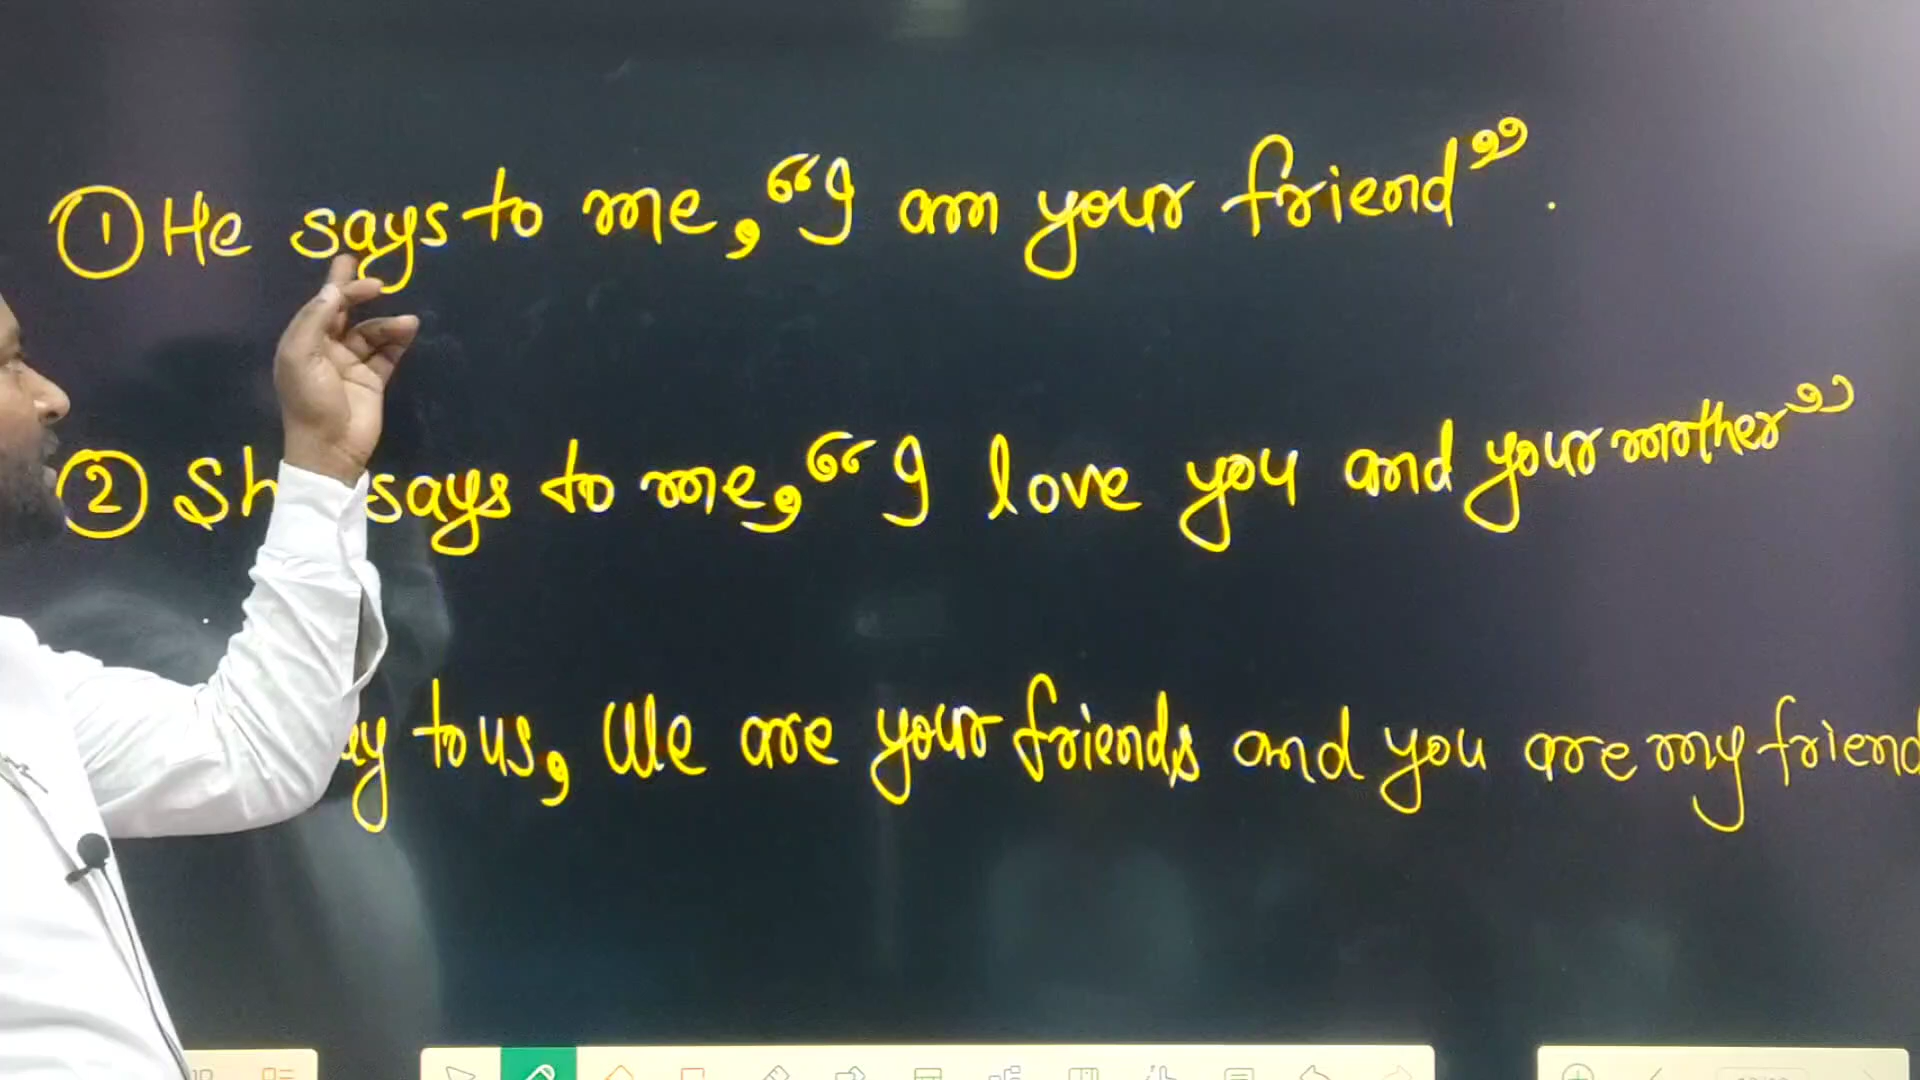 ① He says to me, “I am your friend”.
② Sh says to me, “I love you and your mother”
ay to us, We are your friends and you are my friend